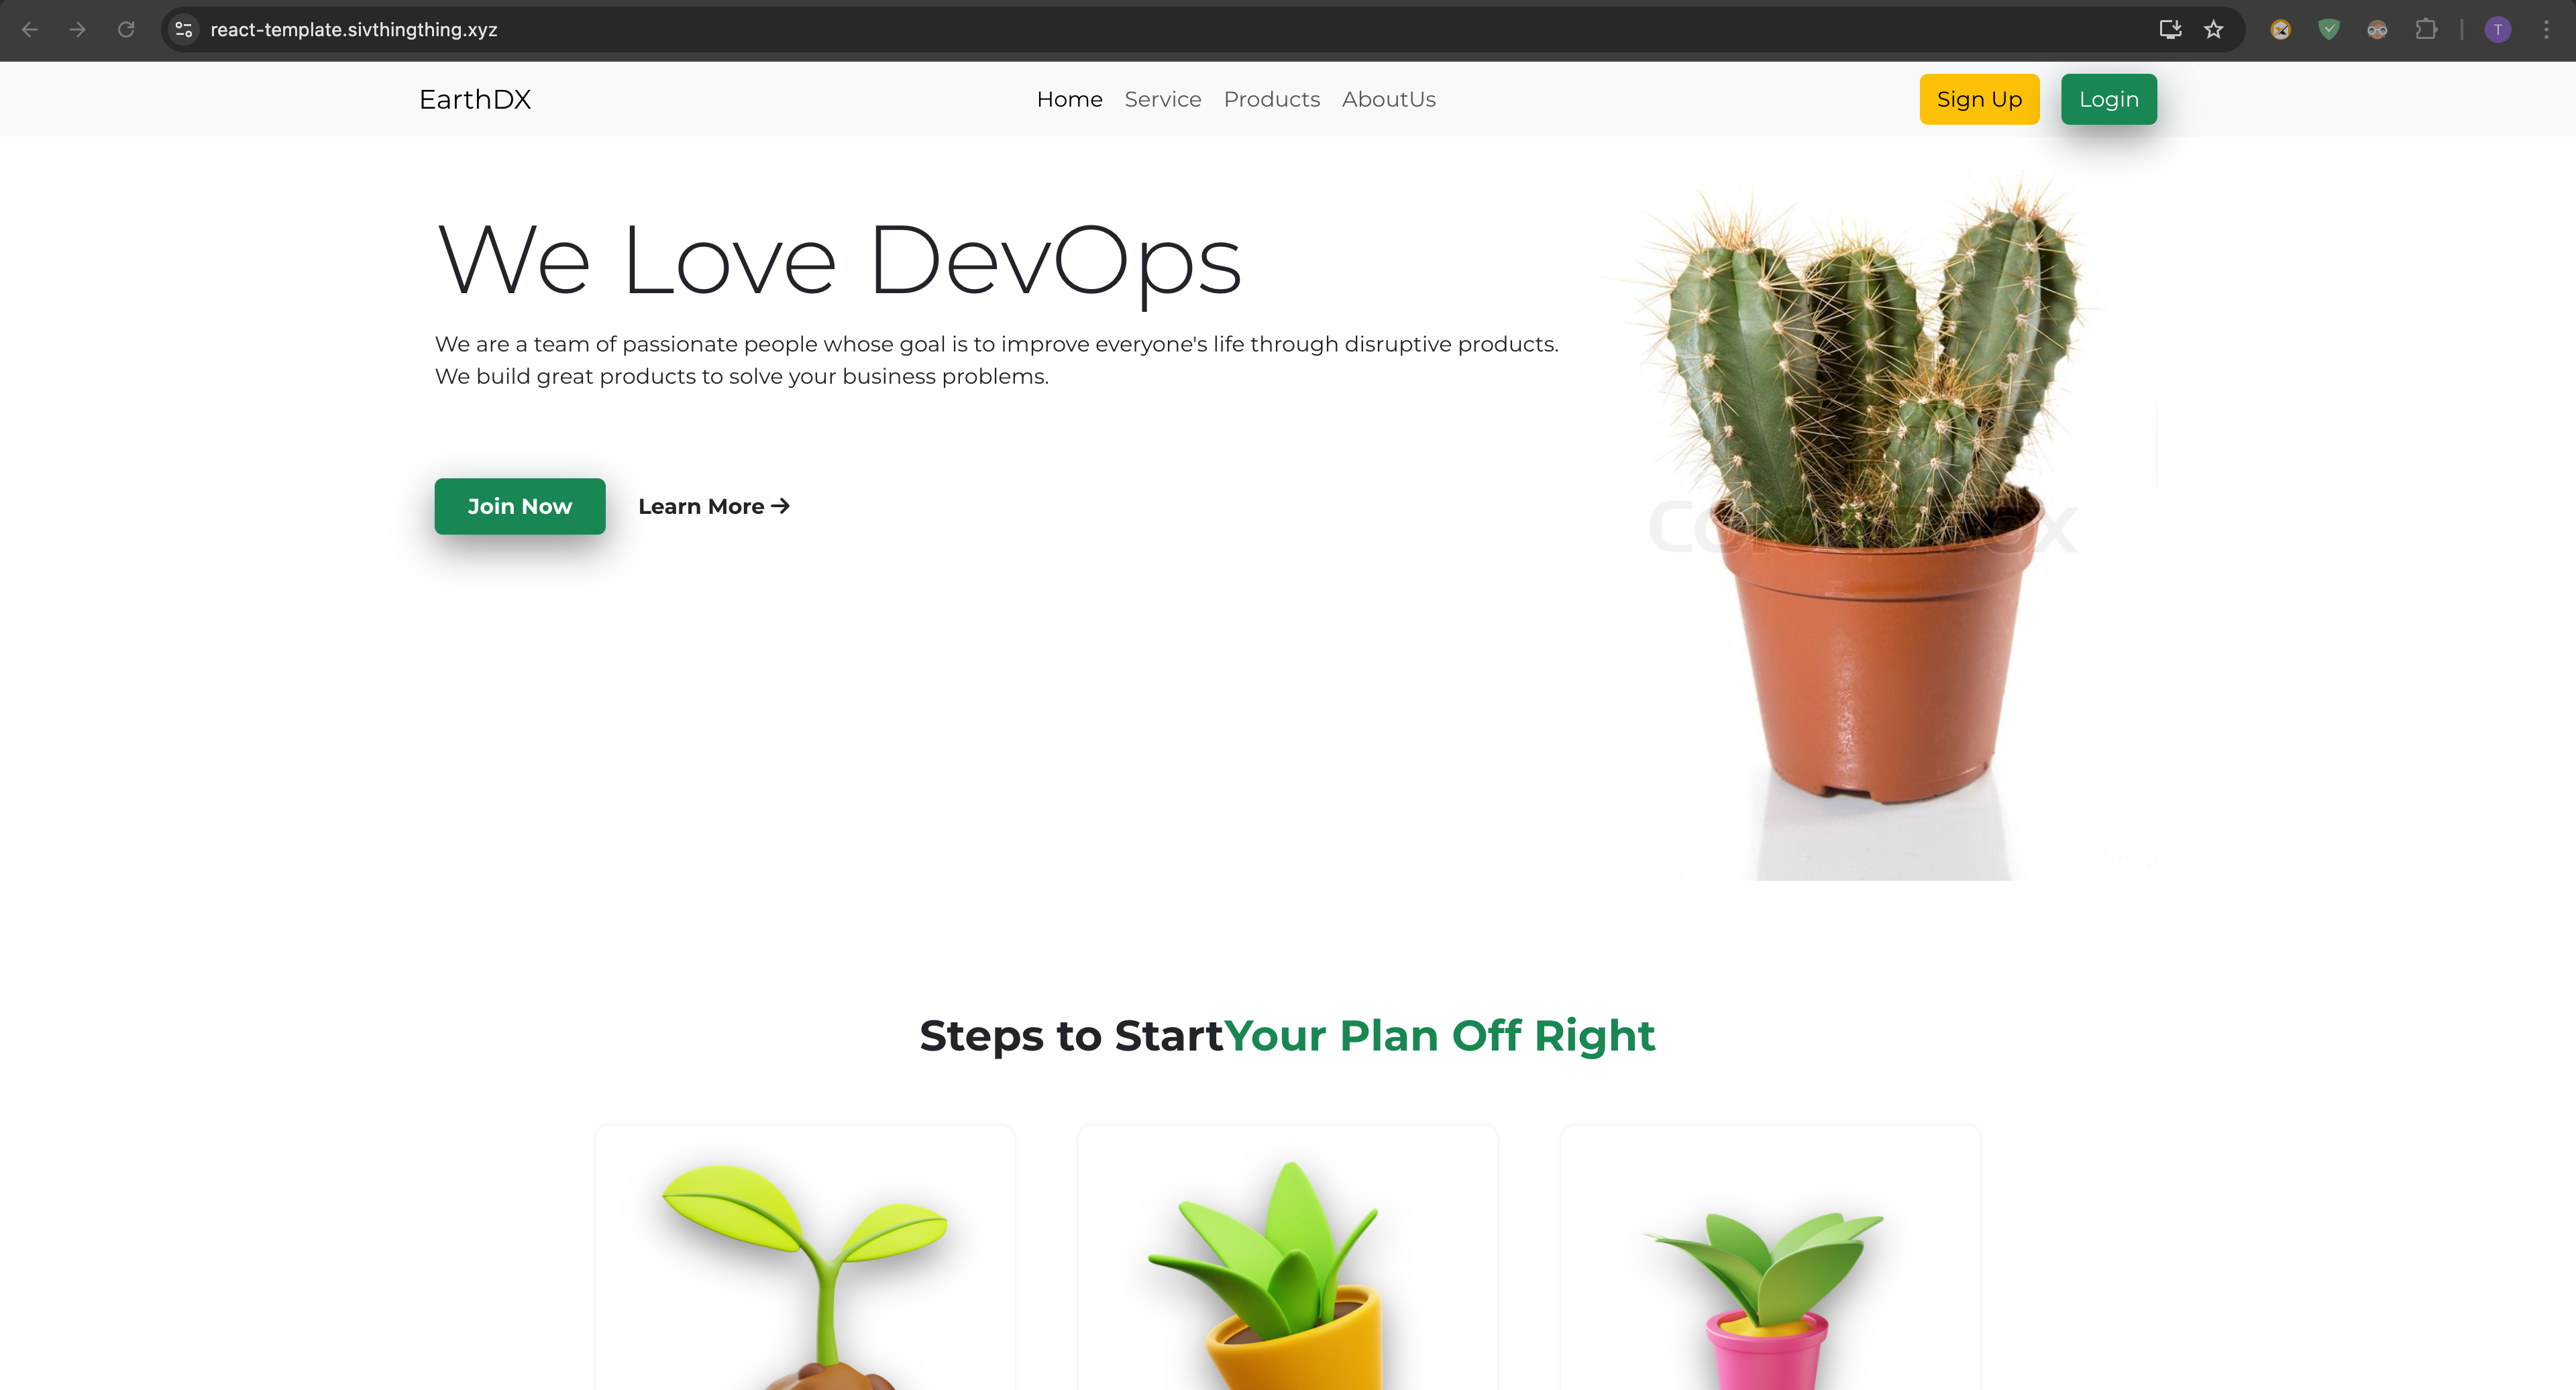 react-template.sivthingthing.xyz
T
EarthDX
Home Service Products AboutUs
Sign Up Login
We Love DevOps
We are a team of passionate people whose goal is to improve everyone's life through disruptive products.
We build great products to solve your business problems.
Join Now Learn More →
Steps to StartYour Plan Off Right